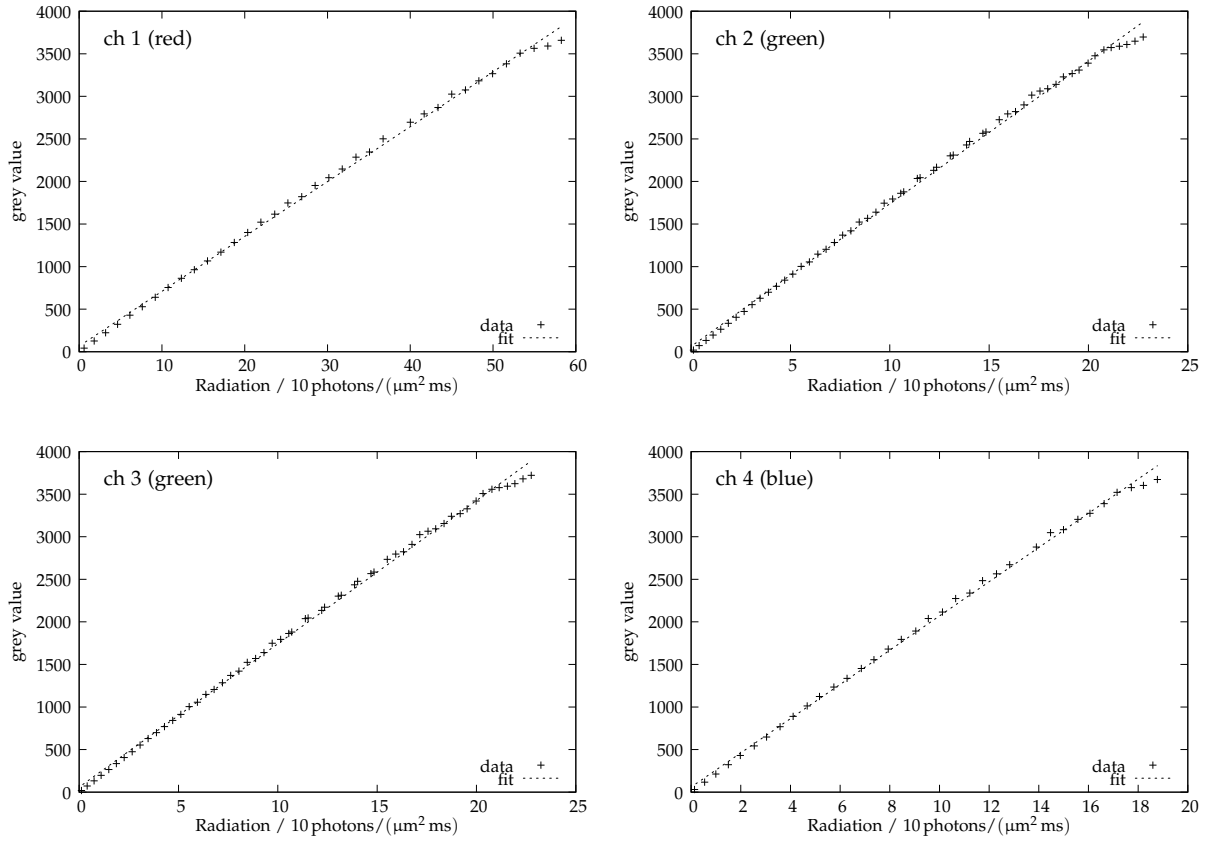 4000
3500
3000
2500
2000
1500
1000
500
0
grey value
ch 1 (red)
data
fit
0 10 20 30 40 50 60
Radiation / 10 photons/(μm² ms)
4000
3500
3000
2500
2000
1500
1000
500
0
grey value
ch 2 (green)
data
fit
0 5 10 15 20 25
Radiation / 10 photons/(μm² ms)
4000
3500
3000
2500
2000
1500
1000
500
0
grey value
ch 3 (green)
data
fit
0 5 10 15 20 25
Radiation / 10 photons/(μm² ms)
4000
3500
3000
2500
2000
1500
1000
500
0
grey value
ch 4 (blue)
data
fit
0 2 4 6 8 10 12 14 16 18 20
Radiation / 10 photons/(μm² ms)